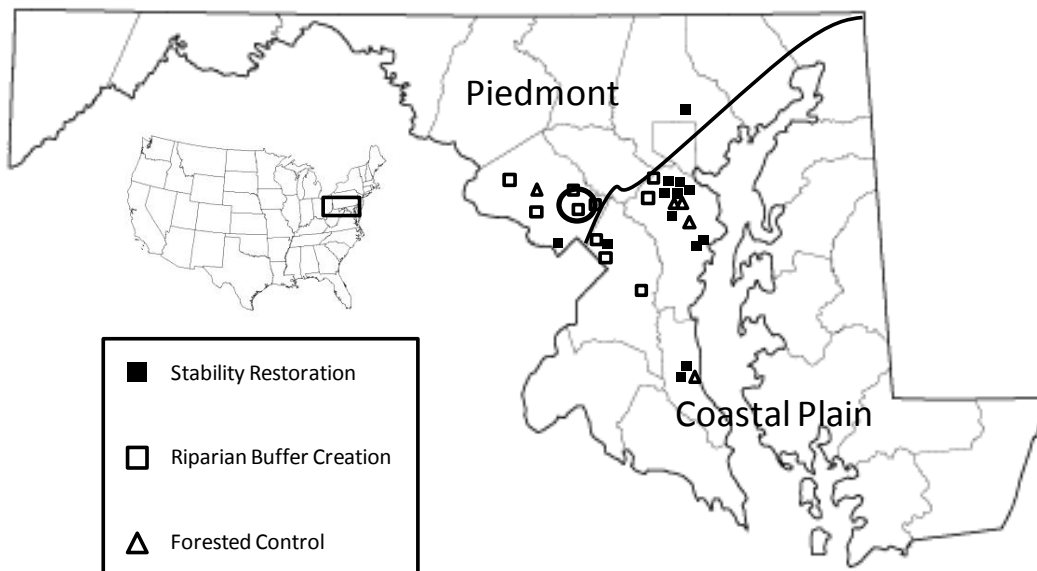 Piedmont
Coastal Plain
Stability Restoration
Riparian Buffer Creation
Forested Control